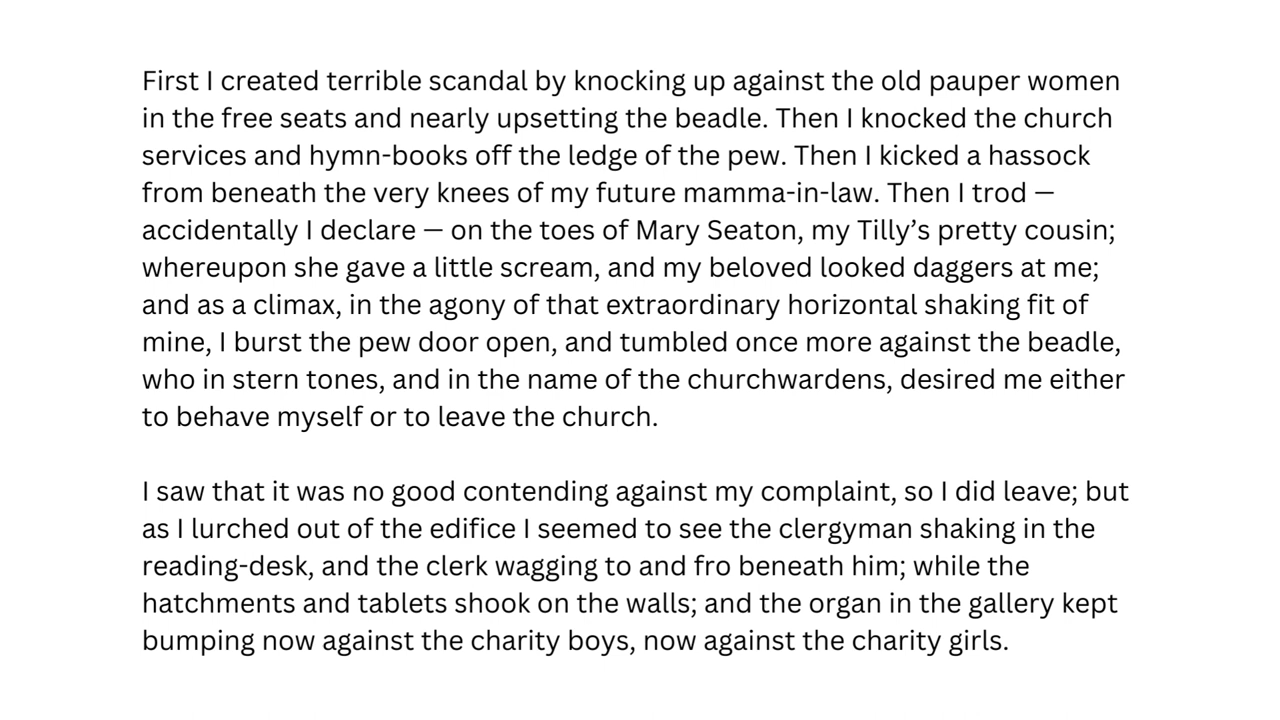 First I created terrible scandal by knocking up against the old pauper women
in the free seats and nearly upsetting the beadle. Then I knocked the church
services and hymn-books off the ledge of the pew. Then I kicked a hassock
from beneath the very knees of my future mamma-in-law. Then I trod —
accidentally I declare — on the toes of Mary Seaton, my Tilly’s pretty cousin;
whereupon she gave a little scream, and my beloved looked daggers at me;
and as a climax, in the agony of that extraordinary horizontal shaking fit of
mine, I burst the pew door open, and tumbled once more against the beadle,
who in stern tones, and in the name of the churchwardens, desired me either
to behave myself or to leave the church.

I saw that it was no good contending against my complaint, so I did leave; but
as I lurched out of the edifice I seemed to see the clergyman shaking in the
reading-desk, and the clerk wagging to and fro beneath him; while the
hatchments and tablets shook on the walls; and the organ in the gallery kept
bumping now against the charity boys, now against the charity girls.